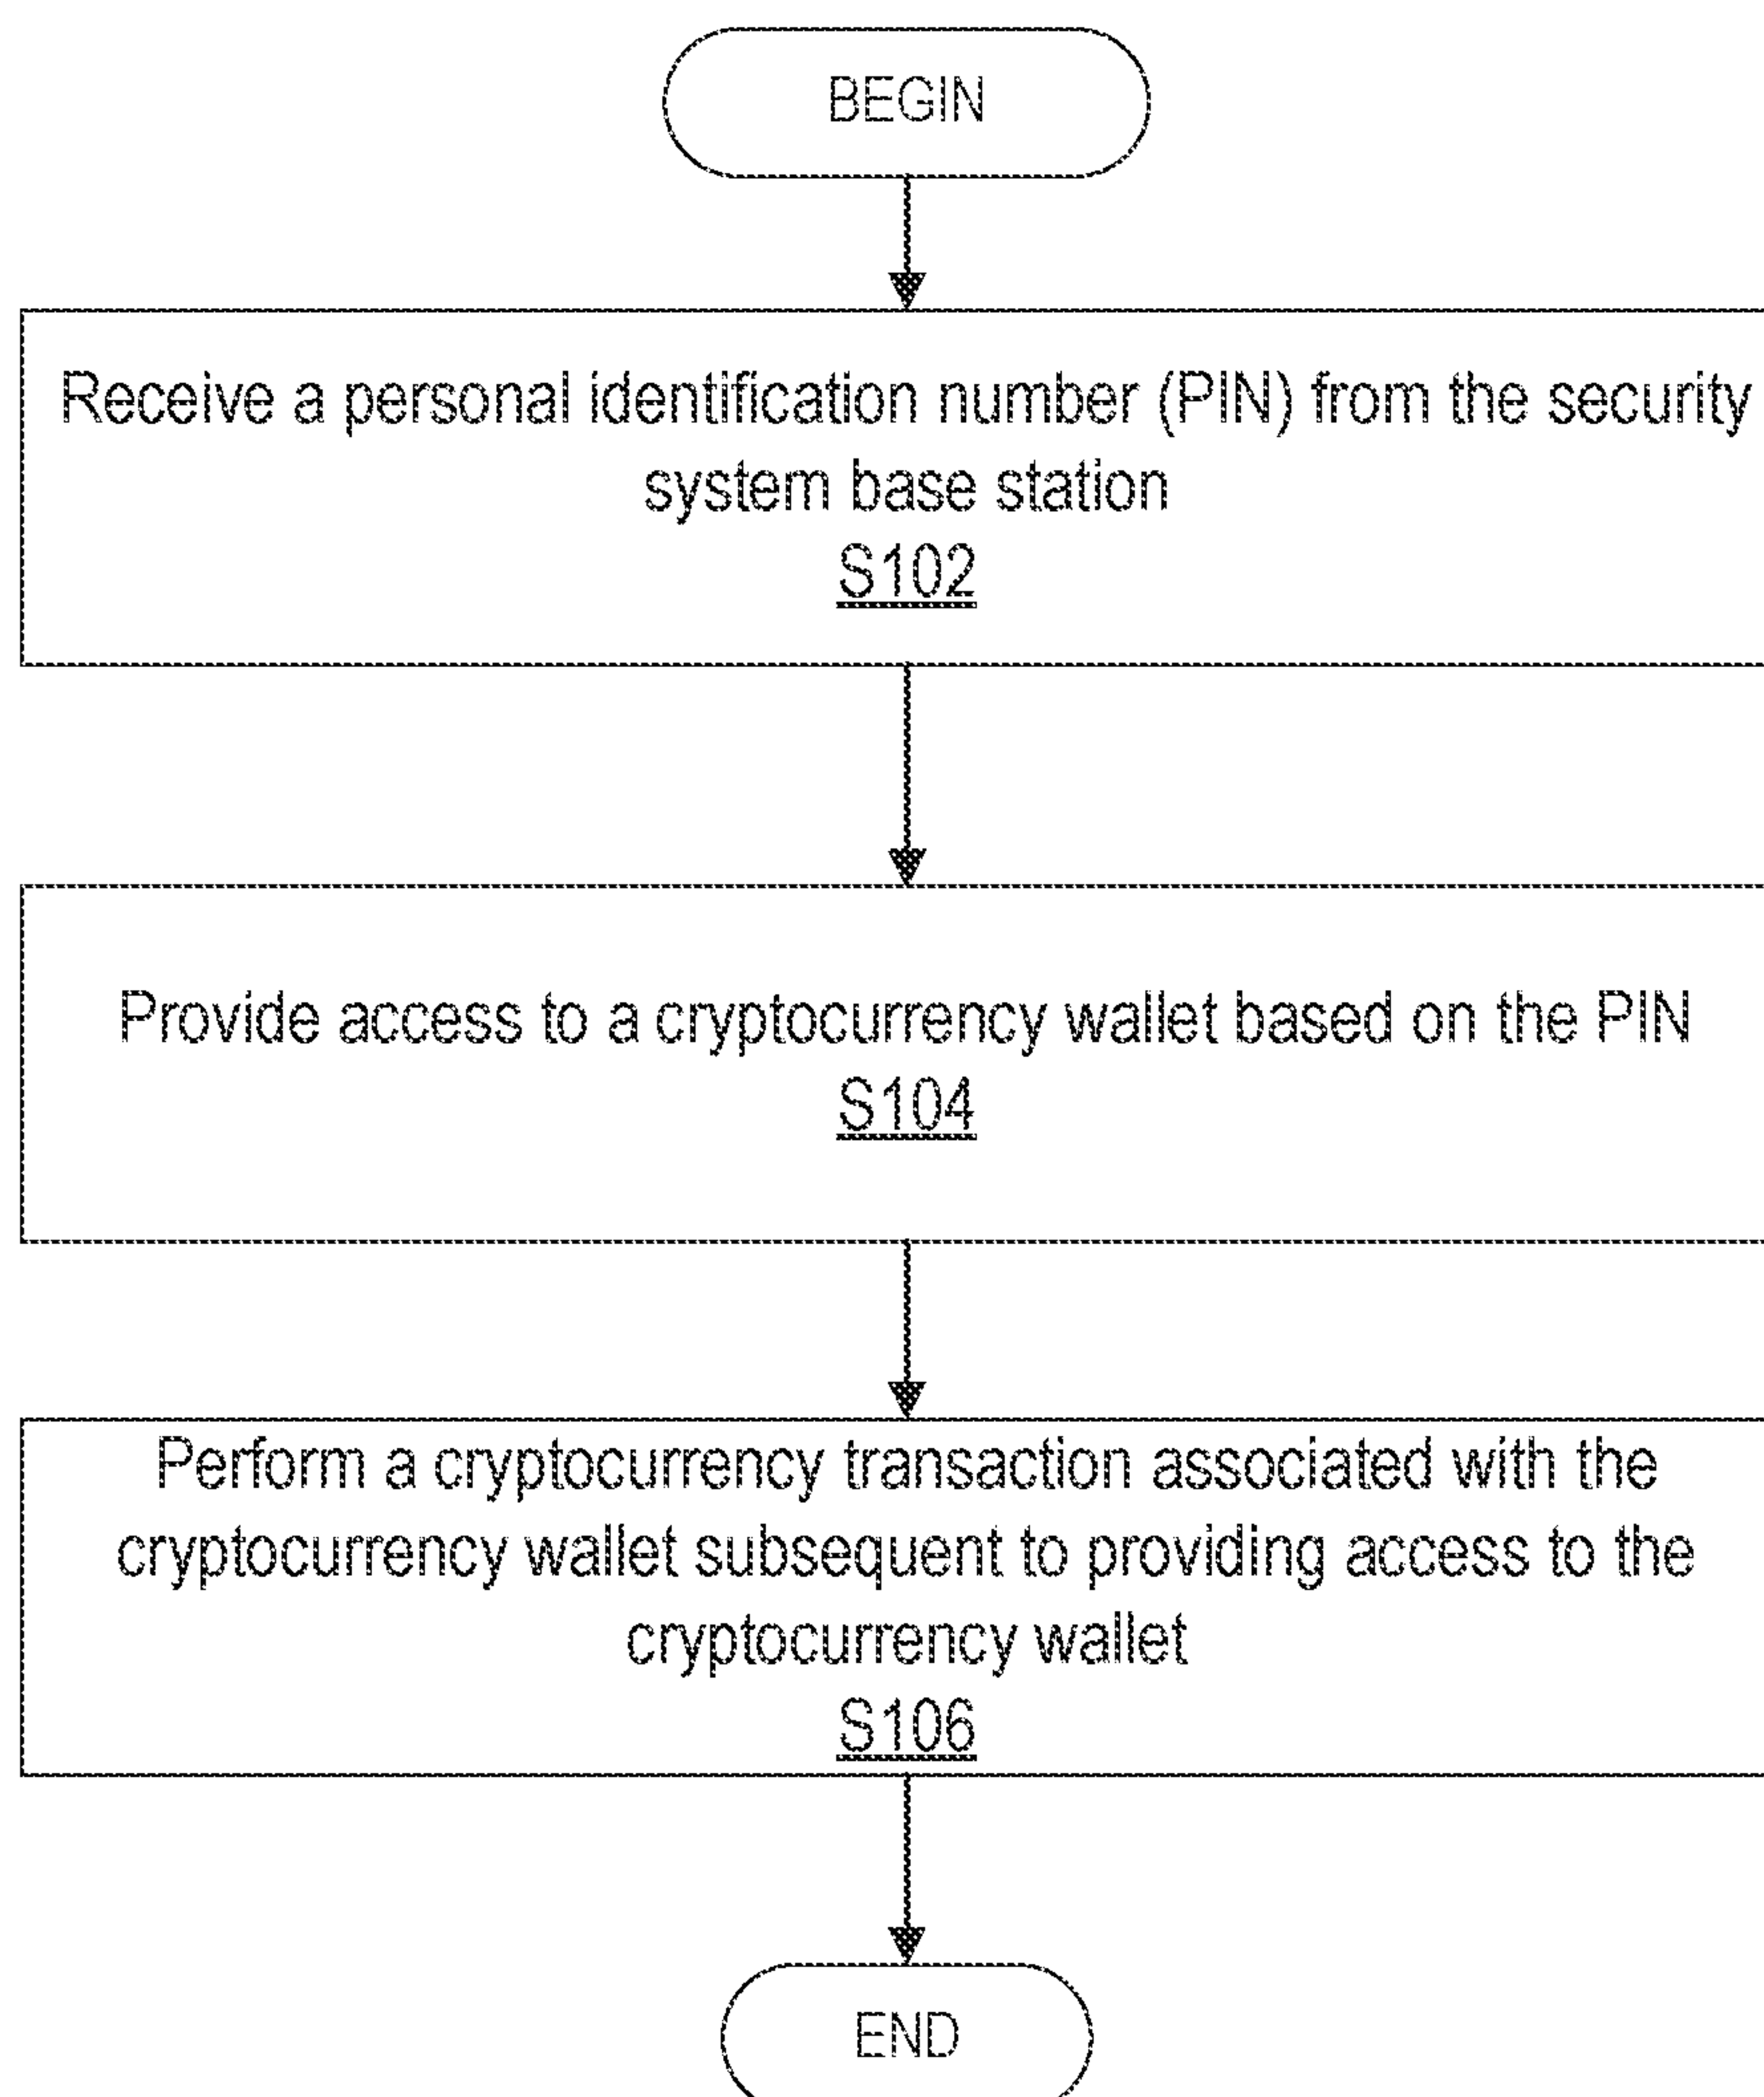 BEGIN
Receive a personal identification number (PIN) from the security
system base station
S102
Provide access to a cryptocurrency wallet based on the PIN
S104
Perform a cryptocurrency transaction associated with the
cryptocurrency wallet subsequent to providing access to the
cryptocurrency wallet
S106
END